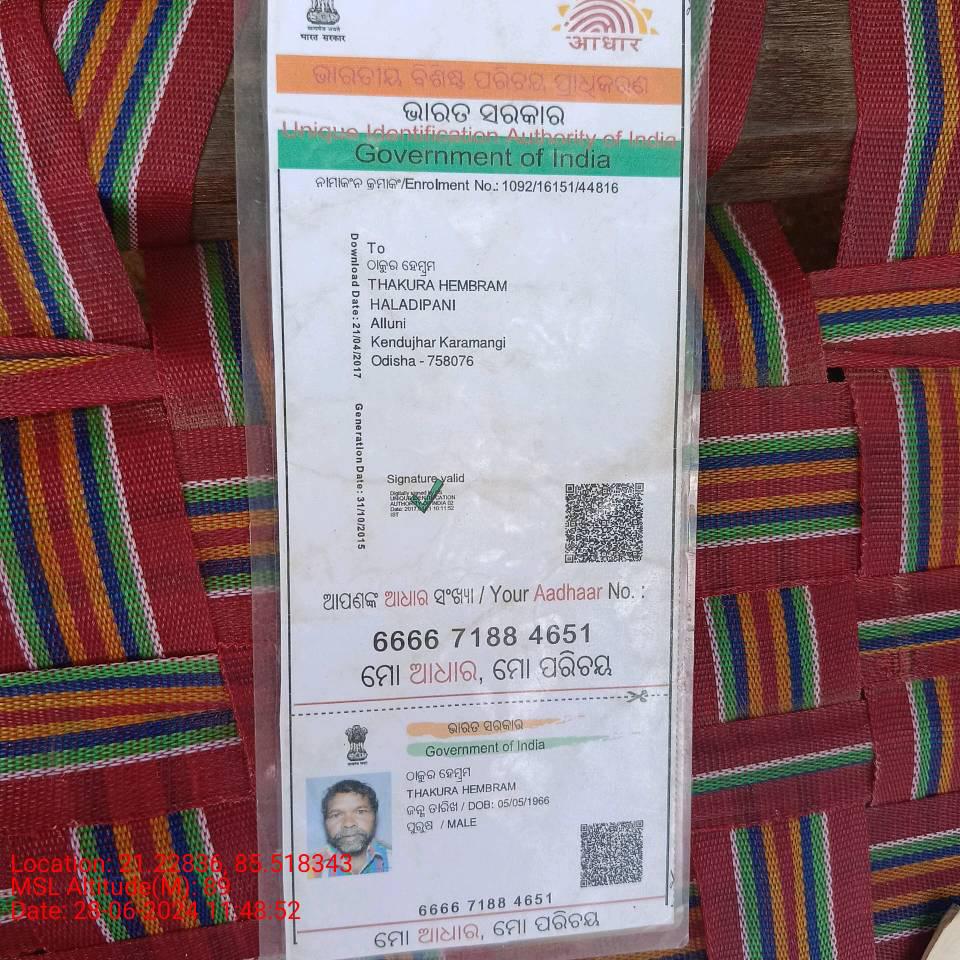 भारत सरकार
आधार
ଭାରତୀୟ ବିଶିଷ୍ଟ ପରିଚୟ ପ୍ରାଧିକରଣ
ଭାରତ ସରକାର
Unique Identification Authority of India
Government of India
ନାମାଂକନ କ୍ରମାଂକ/Enrolment No.: 1092/16151/44816
Download Date: 21/04/2017
Generation Date: 31/10/2015
To
ଠାକୁର ହେମ୍ବ୍ରମ
THAKURA HEMBRAM
HALADIPANI
Alluni
Kendujhar Karamangi
Odisha - 758076
Signature valid
ଆପଣଙ୍କ ଆଧାର ସଂଖ୍ୟା / Your Aadhaar No. :
6666 7188 4651
ମୋ ଆଧାର, ମୋ ପରିଚୟ
ଭାରତ ସରକାର
Government of India
ଠାକୁର ହେମ୍ବ୍ରମ
THAKURA HEMBRAM
ଜନ୍ମ ତାରିଖ / DOB: 05/05/1966
ପୁରୁଷ / MALE
6666 7188 4651
ମୋ ଆଧାର, ମୋ ପରିଚୟ
Location: 21.22836, 85.518343
MSL Altitude(M): 89
Date: 28-06-2024 11:48:52